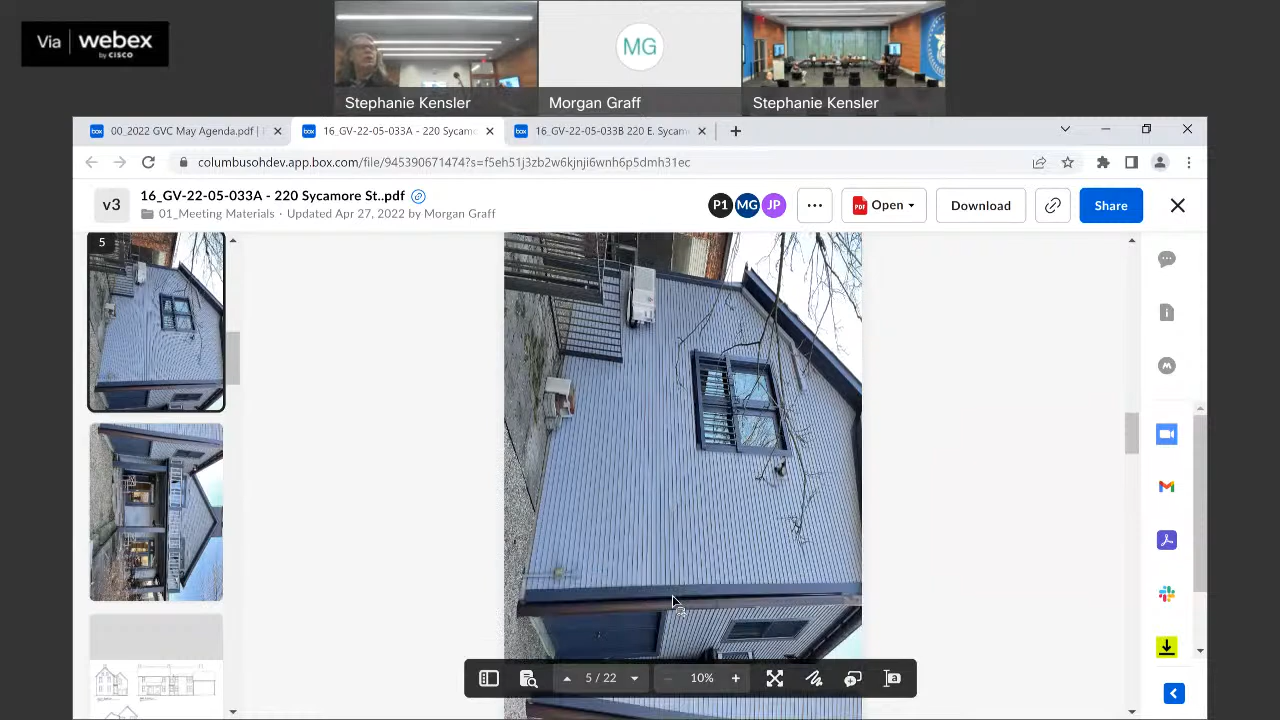 Via webex
by CISCO
MG
Stephanie Kensler
Morgan Graff
Stephanie Kensler
00_2022 GVC May Agenda.pdf |
16_GV-22-05-033A - 220 Sycam
16_GV-22-05-033B 220 E. Sycam
columbusohdev.app.box.com/file/945390671474?s=f5eh51j3zb2w6kjnji6wnh6p5dmh31ec
v3
16_GV-22-05-033A - 220 Sycamore St..pdf
01_Meeting Materials · Updated Apr 27, 2022 by Morgan Graff
P1 MG JP
... PDF Open Download Share
5
5 / 22
10%